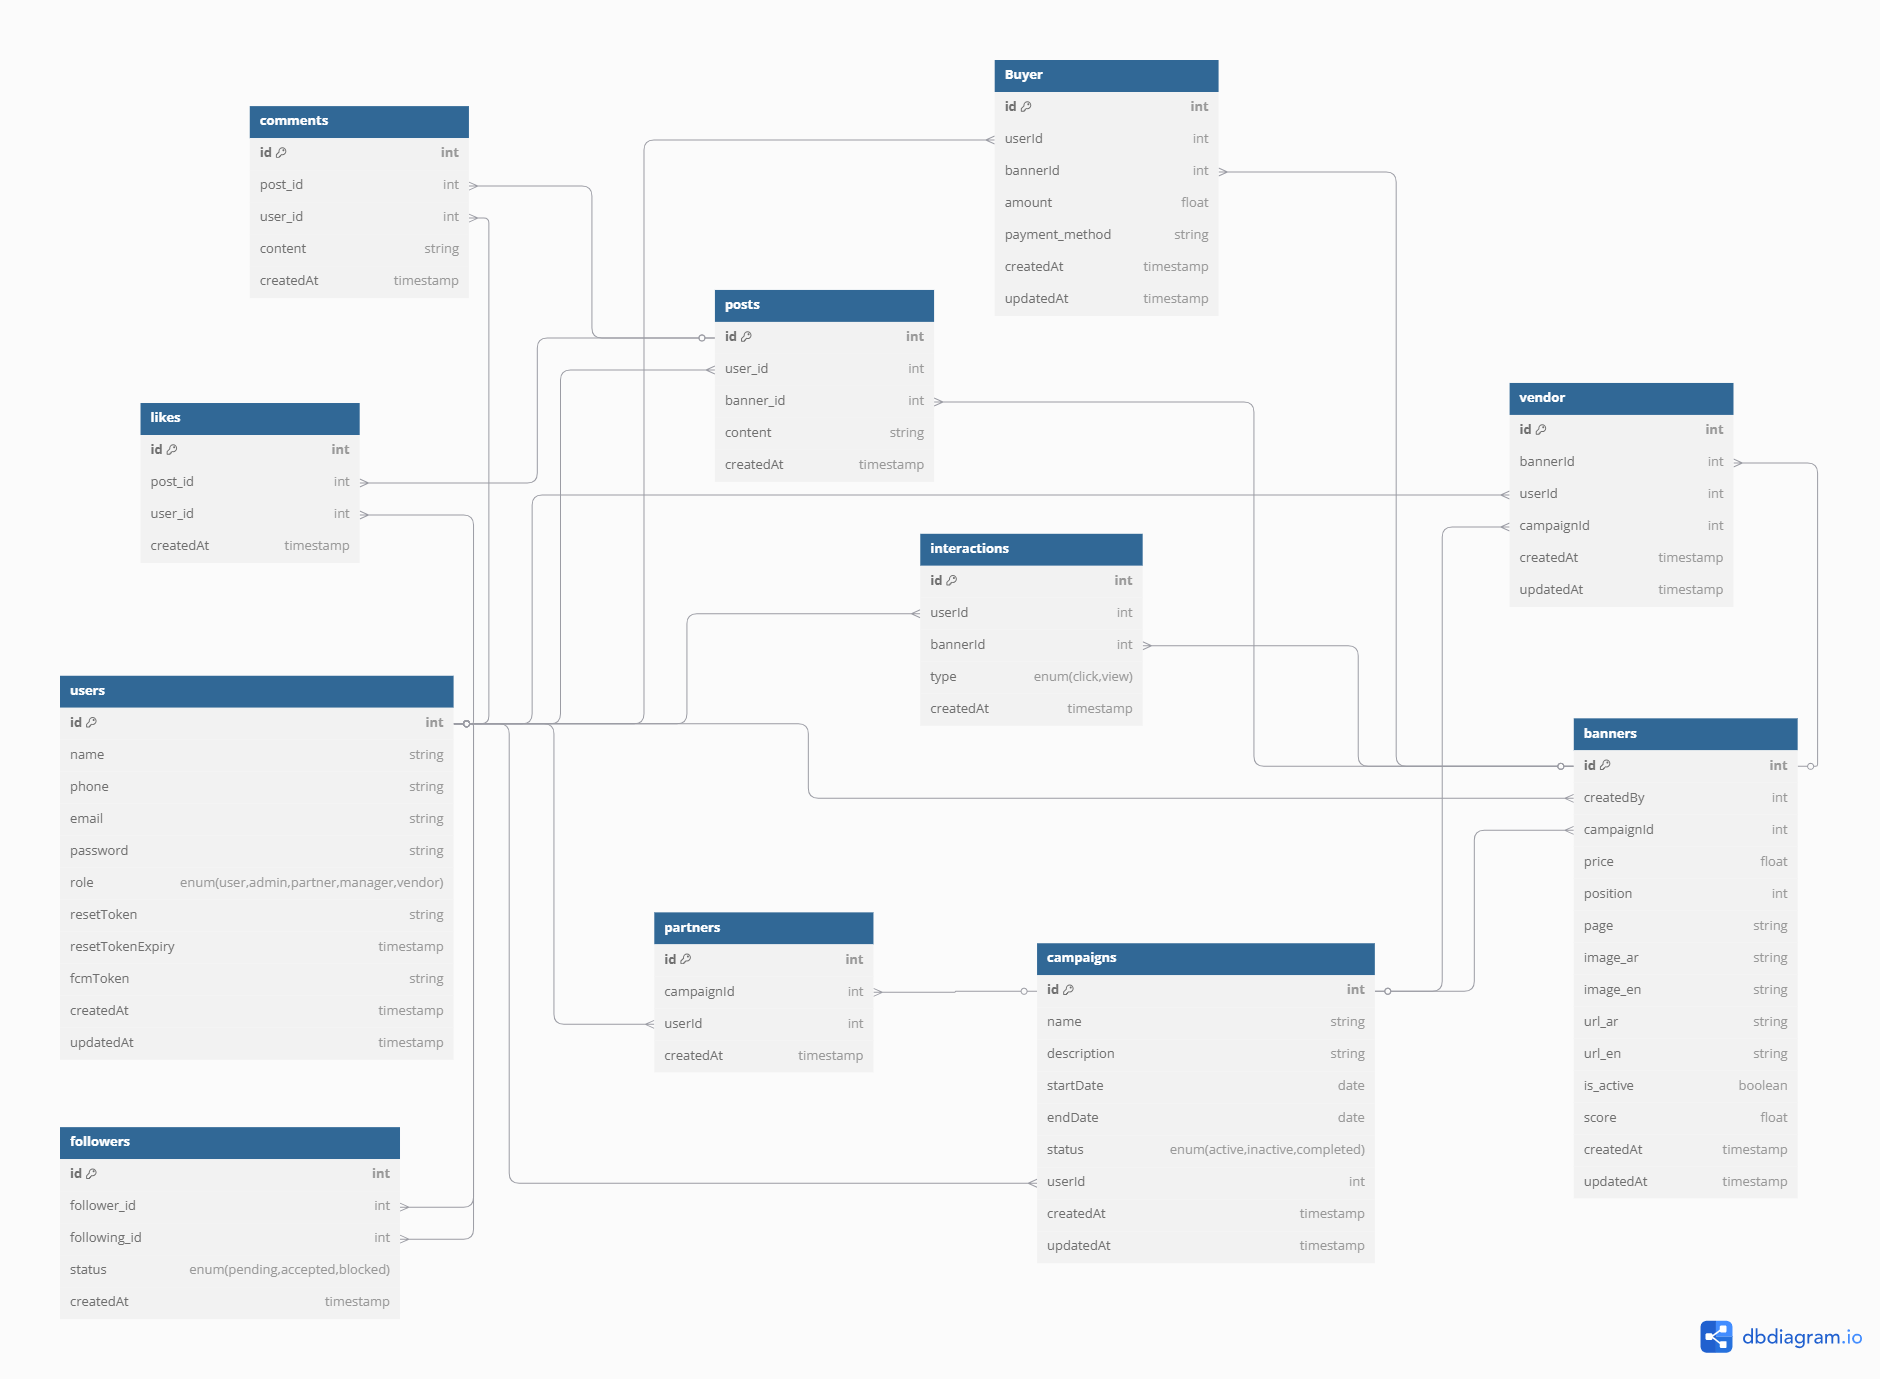 Buyer
id int
userId int
bannerId int
amount float
payment_method string
createdAt timestamp
updatedAt timestamp
comments
id int
post_id int
user_id int
content string
createdAt timestamp
posts
id int
user_id int
banner_id int
content string
createdAt timestamp
vendor
id int
bannerId int
userId int
campaignId int
createdAt timestamp
updatedAt timestamp
likes
id int
post_id int
user_id int
createdAt timestamp
interactions
id int
userId int
bannerId int
type enum(click,view)
createdAt timestamp
users
id int
name string
phone string
email string
password string
role enum(user,admin,partner,manager,vendor)
resetToken string
resetTokenExpiry timestamp
fcmToken string
createdAt timestamp
updatedAt timestamp
banners
id int
createdBy int
campaignId int
price float
position int
page string
image_ar string
image_en string
url_ar string
url_en string
is_active boolean
score float
createdAt timestamp
updatedAt timestamp
partners
id int
campaignId int
userId int
createdAt timestamp
campaigns
id int
name string
description string
startDate date
endDate date
status enum(active,inactive,completed)
userId int
createdAt timestamp
updatedAt timestamp
followers
id int
follower_id int
following_id int
status enum(pending,accepted,blocked)
createdAt timestamp
dbdiagram.io